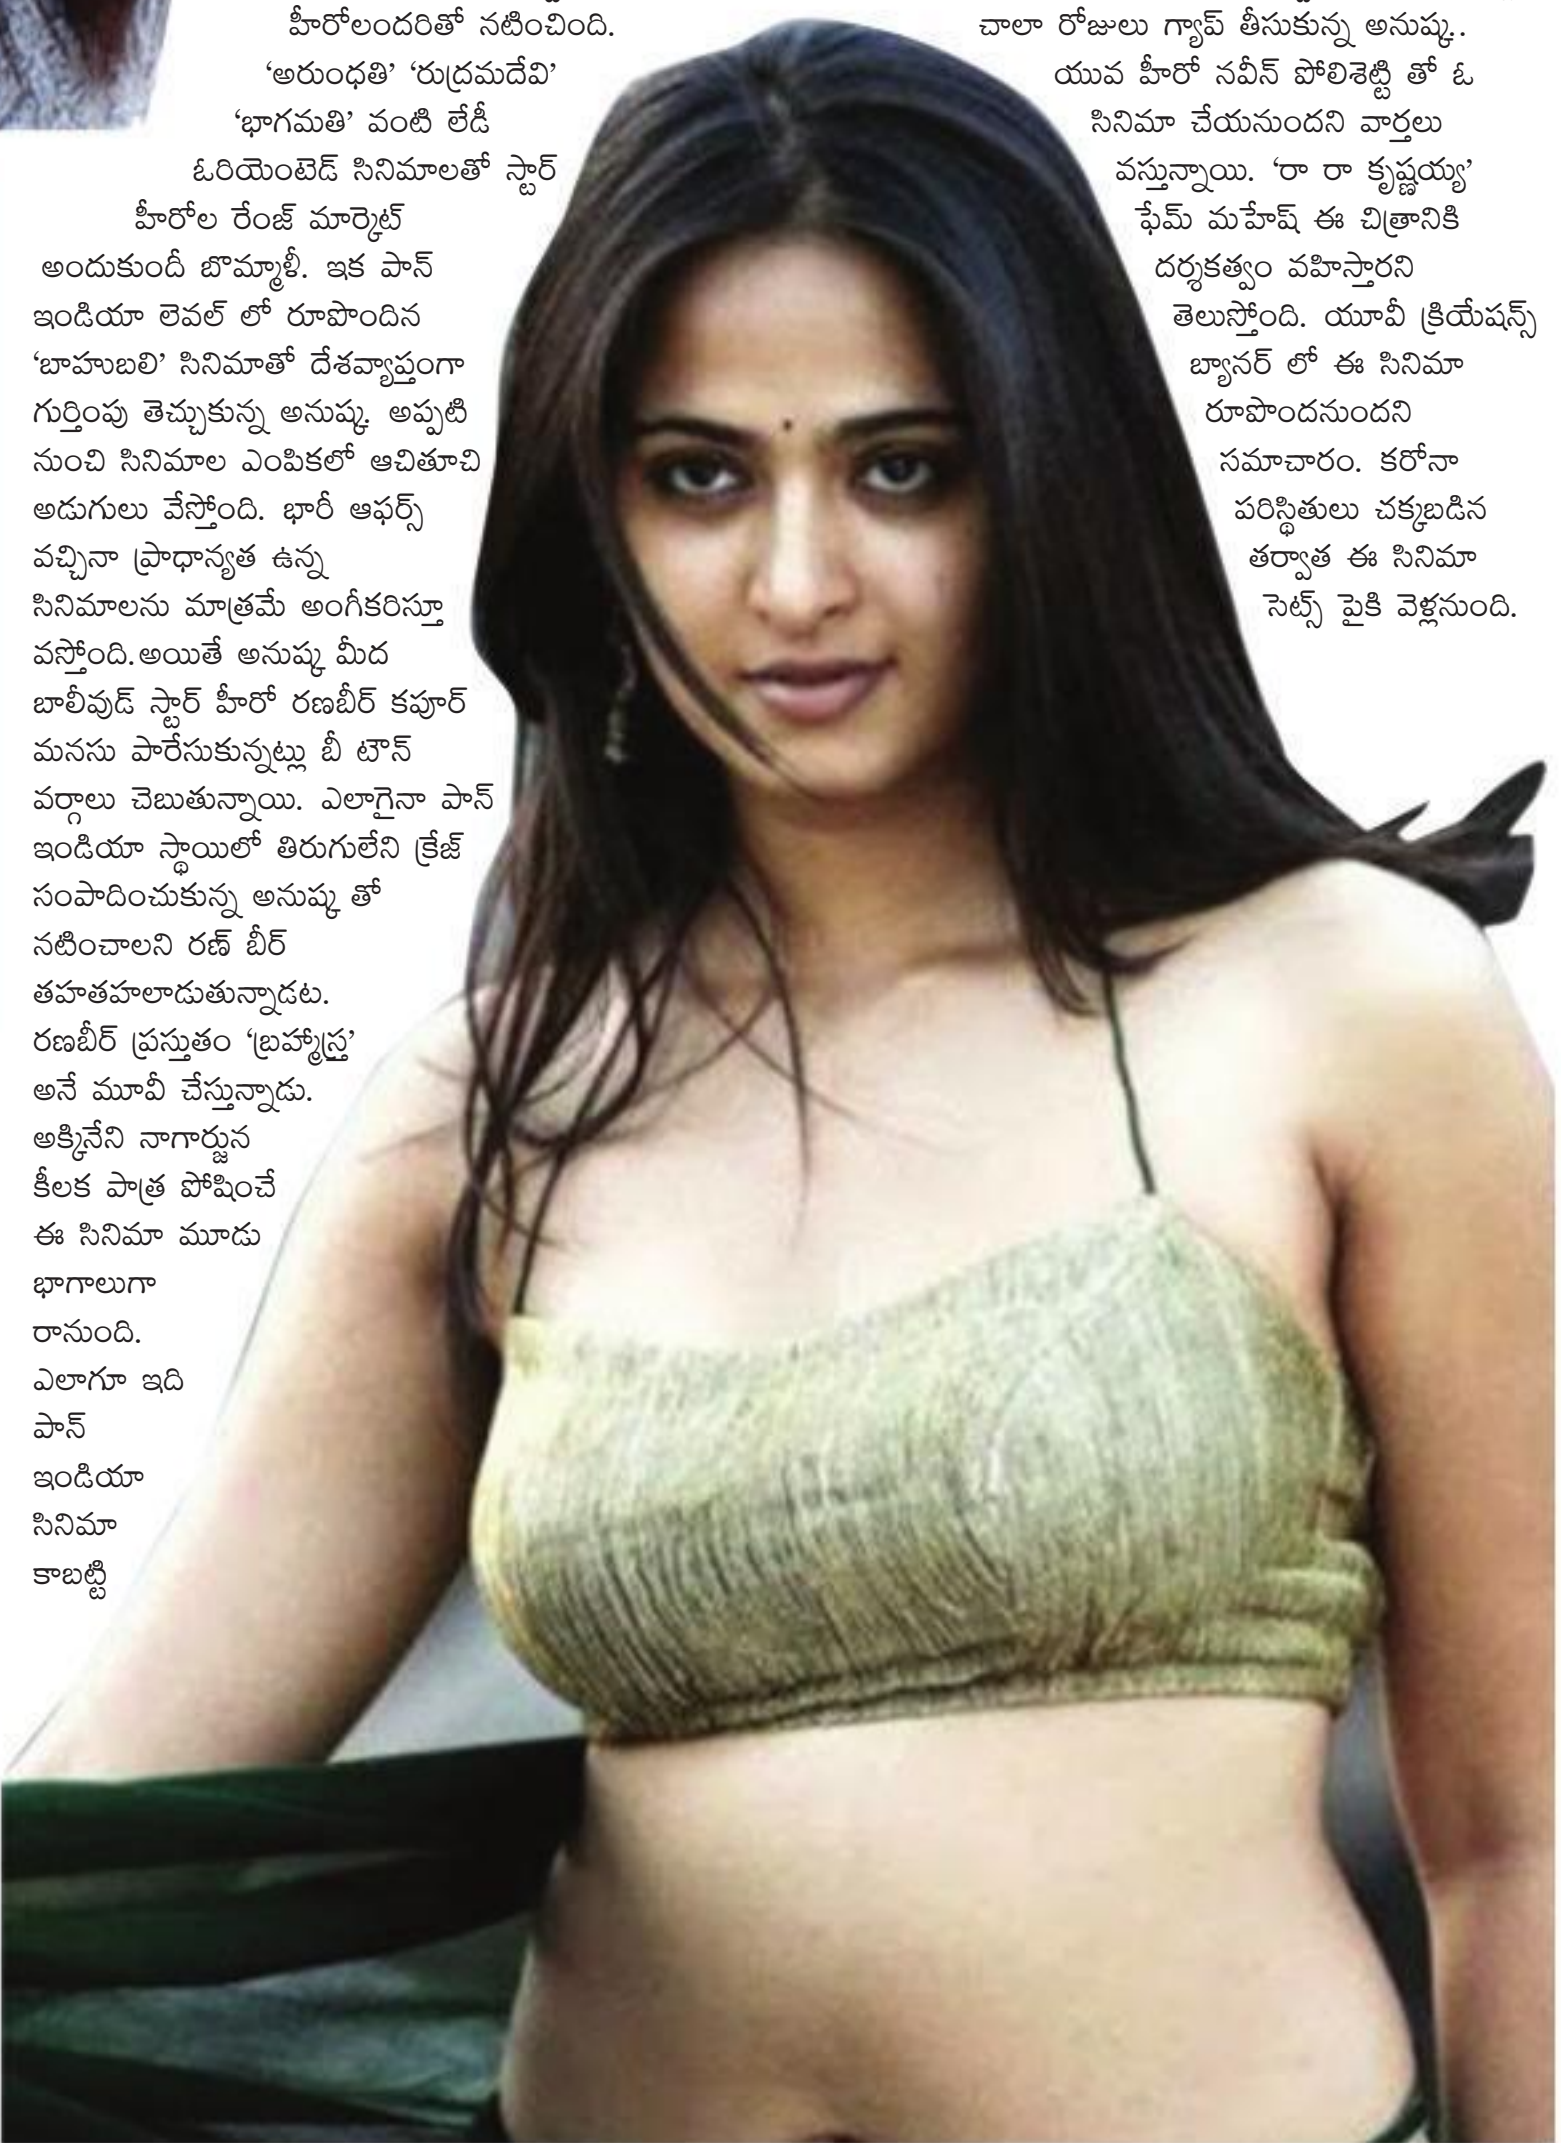 హీరోలందరితో నటించింది.
‘అరుంధతి’ ‘రుద్రమదేవి’
‘భాగమతి’ వంటి లేడీ
ఓరియెంటెడ్ సినిమాలతో స్టార్
హీరోల రేంజ్ మార్కెట్
అందుకుందీ బొమ్మాళీ. ఇక పాన్
ఇండియా లెవల్ లో రూపొందిన
‘బాహుబలి’ సినిమాతో దేశవ్యాప్తంగా
గుర్తింపు తెచ్చుకున్న అనుష్క అప్పటి
నుంచి సినిమాల ఎంపికలో ఆచితూచి
అడుగులు వేస్తోంది. భారీ ఆఫర్స్
వచ్చినా ప్రాధాన్యత ఉన్న
సినిమాలను మాత్రమే అంగీకరిస్తూ
వస్తోంది.అయితే అనుష్క మీద
బాలీవుడ్ స్టార్ హీరో రణబీర్ కపూర్
మనసు పారేసుకున్నట్లు బీ టౌన్
వర్గాలు చెబుతున్నాయి. ఎలాగైనా పాన్
ఇండియా స్థాయిలో తిరుగులేని క్రేజ్
సంపాదించుకున్న అనుష్క తో
నటించాలని రణ్ బీర్
తహతహలాడుతున్నాడట.
రణబీర్ ప్రస్తుతం ‘బ్రహ్మాస్త్ర’
అనే మూవీ చేస్తున్నాడు.
అక్కినేని నాగార్జున
కీలక పాత్ర పోషించే
ఈ సినిమా మూడు
భాగాలుగా
రానుంది.
ఎలాగూ ఇది
పాన్
ఇండియా
సినిమా
కాబట్టి
చాలా రోజులు గ్యాప్ తీసుకున్న అనుష్క..
యువ హీరో నవీన్ పోలిశెట్టి తో ఓ
సినిమా చేయనుందని వార్తలు
వస్తున్నాయి. ‘రా రా కృష్ణయ్య’
ఫేమ్ మహేష్ ఈ చిత్రానికి
దర్శకత్వం వహిస్తారని
తెలుస్తోంది. యూవీ క్రియేషన్స్
బ్యానర్ లో ఈ సినిమా
రూపొందనుందని
సమాచారం. కరోనా
పరిస్థితులు చక్కబడిన
తర్వాత ఈ సినిమా
సెట్స్ పైకి వెళ్లనుంది.